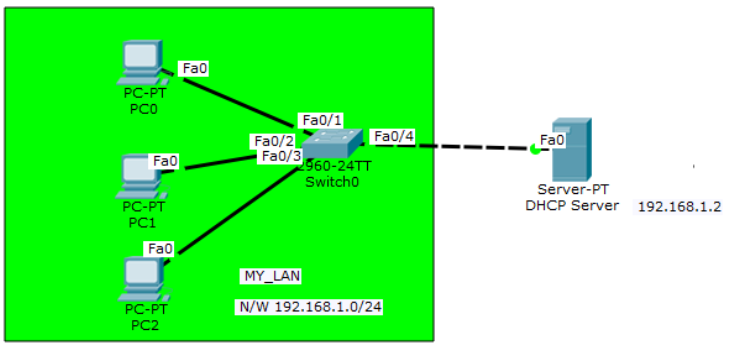 Fa0
PC-PT
PC0
Fa0/1
Fa0/2
Fa0/3
Fa0/4
2960-24TT
Switch0
Fa0
Server-PT
DHCP Server
192.168.1.2
Fa0
PC-PT
PC1
Fa0
PC-PT
PC2
MY_LAN
N/W 192.168.1.0/24